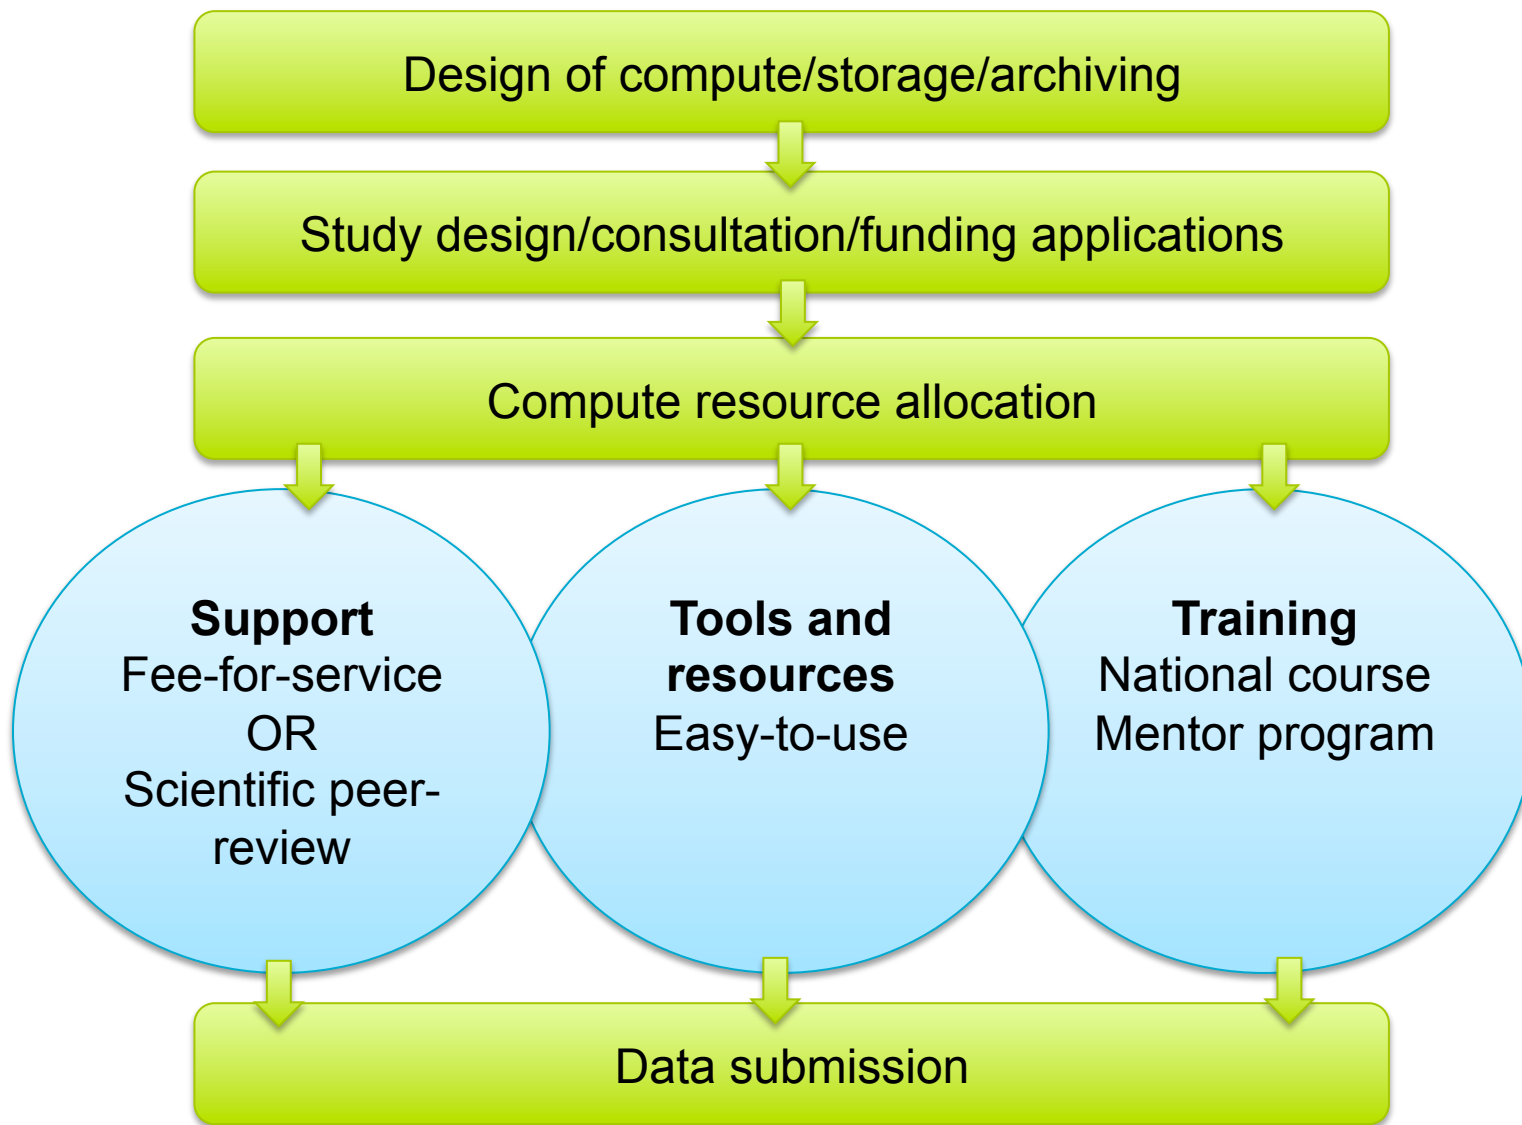 Design of compute/storage/archiving
Study design/consultation/funding applications
Compute resource allocation
Support
Fee-for-service
OR
Scientific peer-
review
Tools and
resources
Easy-to-use
Training
National course
Mentor program
Data submission